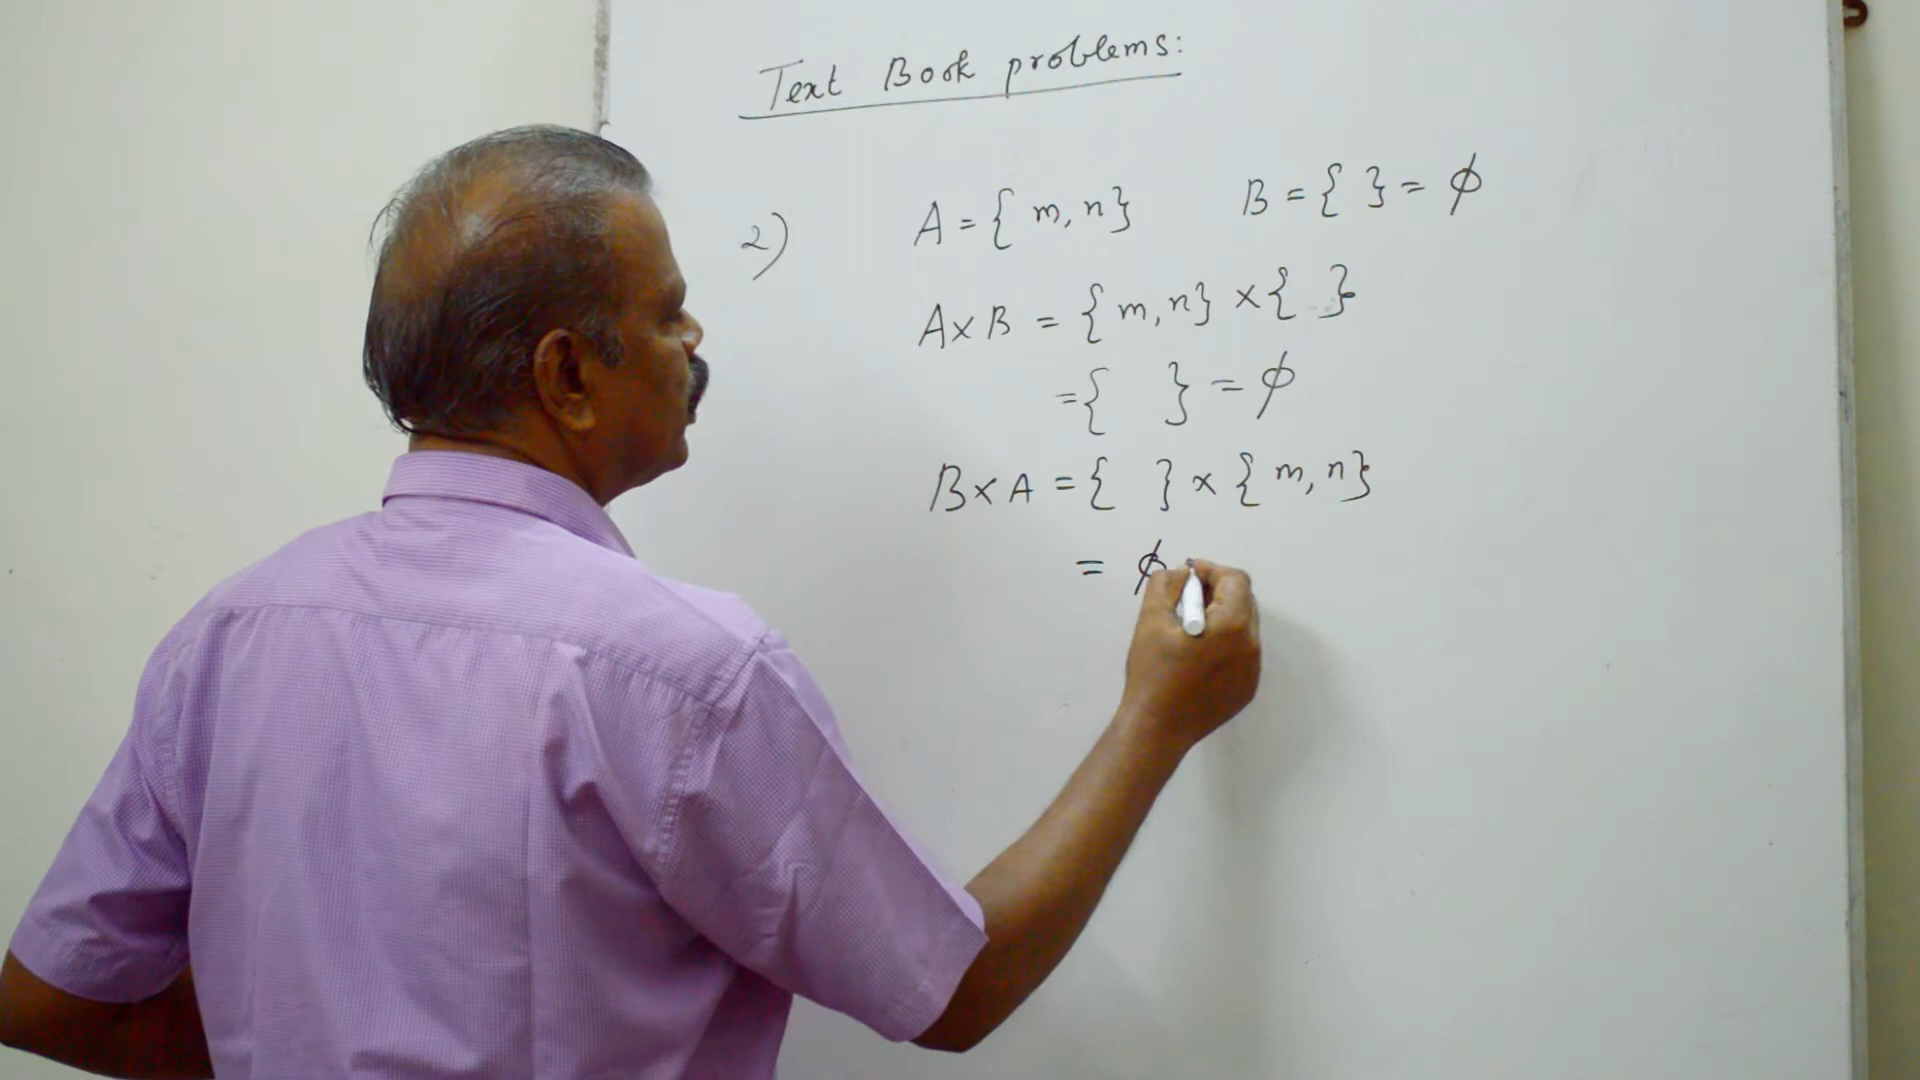 Text Book problems:
2) A = { m, n} B = { } = ϕ
A × B = { m, n} × { }
= { } = ϕ
B × A = { } × { m, n}
= ϕ